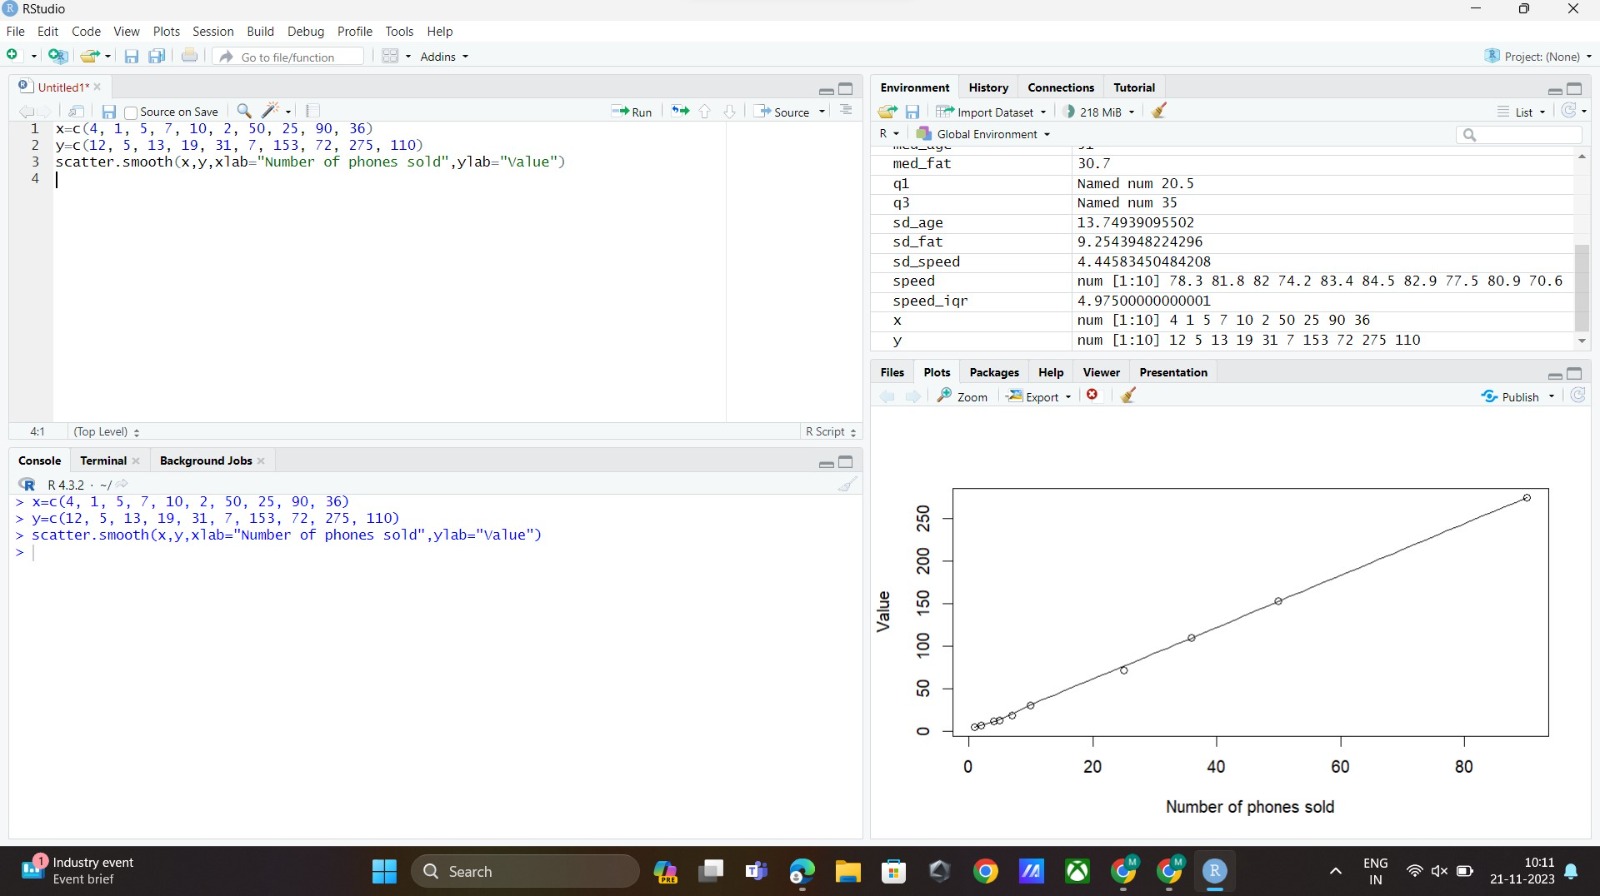 RStudio
File Edit Code View Plots Session Build Debug Profile Tools Help
Go to file/function Addins Project: (None)
Untitled1*
Source on Save Run Source
1 x=c(4, 1, 5, 7, 10, 2, 50, 25, 90, 36)
2 y=c(12, 5, 13, 19, 31, 7, 153, 72, 275, 110)
3 scatter.smooth(x,y,xlab="Number of phones sold",ylab="Value")
4
4:1 (Top Level) R Script
Console Terminal Background Jobs
R 4.3.2 · ~/
> x=c(4, 1, 5, 7, 10, 2, 50, 25, 90, 36)
> y=c(12, 5, 13, 19, 31, 7, 153, 72, 275, 110)
> scatter.smooth(x,y,xlab="Number of phones sold",ylab="Value")
>
Environment History Connections Tutorial
Import Dataset 218 MiB List
R Global Environment
med_fat 30.7
q1 Named num 20.5
q3 Named num 35
sd_age 13.74939095502
sd_fat 9.2543948224296
sd_speed 4.44583450484208
speed num [1:10] 78.3 81.8 82 74.2 83.4 84.5 82.9 77.5 80.9 70.6
speed_iqr 4.97500000000001
x num [1:10] 4 1 5 7 10 2 50 25 90 36
y num [1:10] 12 5 13 19 31 7 153 72 275 110
Files Plots Packages Help Viewer Presentation
Zoom Export Publish
Value
250
200
150
100
50
0
0 20 40 60 80
Number of phones sold
1
Industry event
Event brief
Search
PRE
M
M
R
ENG
IN
10:11
21-11-2023